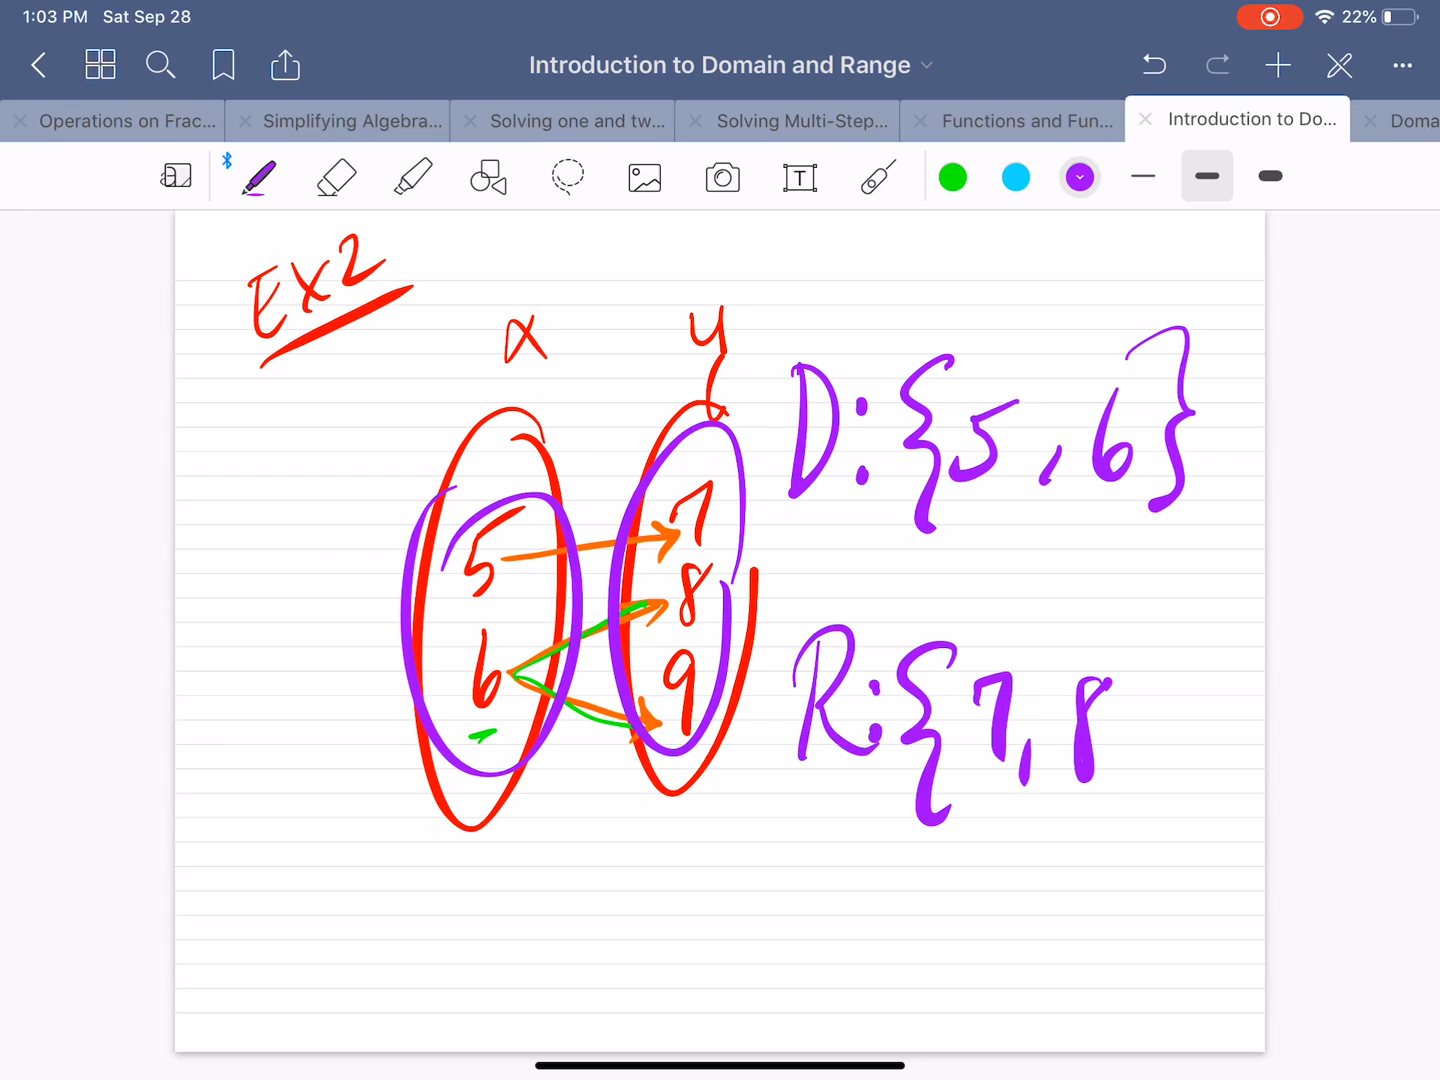 1:03 PM Sat Sep 28
22%
Introduction to Domain and Range
Operations on Frac...
Simplifying Algebra...
Solving one and tw...
Solving Multi-Step...
Functions and Fun...
Introduction to Do...
Doma
a
T
Ex2
x y
D:{5,6}
5 7
8
6 9
R:{7,8